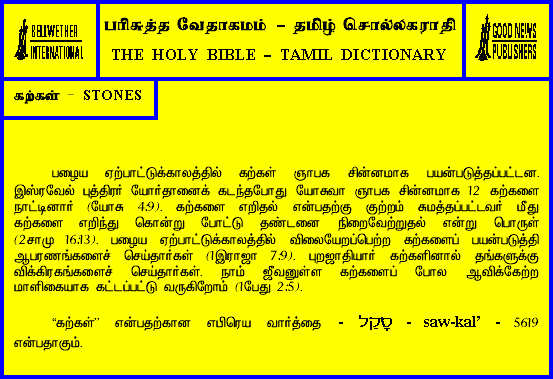 BELLWETHER
INTERNATIONAL
பரிசுத்த வேதாகமம் – தமிழ் சொல்லகராதி
THE HOLY BIBLE – TAMIL DICTIONARY
GOOD NEWS
PUBLISHERS
கற்கள் – STONES
பழைய ஏற்பாட்டுக்காலத்தில் கற்கள் ஞாபக சின்னமாக பயன்படுத்தப்பட்டன.
இஸ்ரவேல் புத்திரர் யோர்தானைக் கடந்தபோது யோசுவா ஞாபக சின்னமாக 12 கற்களை
நாட்டினார் (யோசு 4:9). கற்களை எறிதல் என்பதற்கு குற்றம் சுமத்தப்பட்டவர் மீது
கற்களை எறிந்து கொன்று போட்டு தண்டனை நிறைவேற்றுதல் என்று பொருள்
(2சாமு 16:13). பழைய ஏற்பாட்டுக்காலத்தில் விலையேறப்பெற்ற கற்களைப் பயன்படுத்தி
ஆபரணங்களைச் செய்தார்கள் (1இராஜா 7:9). புறஜாதியார் கற்களினால் தங்களுக்கு
விக்கிரகங்களைச் செய்தார்கள். நாம் ஜீவனுள்ள கற்களைப் போல ஆவிக்கேற்ற
மாளிகையாக கட்டப்பட்டு வருகிறோம் (1பேது 2:5).
“கற்கள்” என்பதற்கான எபிரெய வார்த்தை - סָקַל - saw-kal’ - 5619
என்பதாகும்.